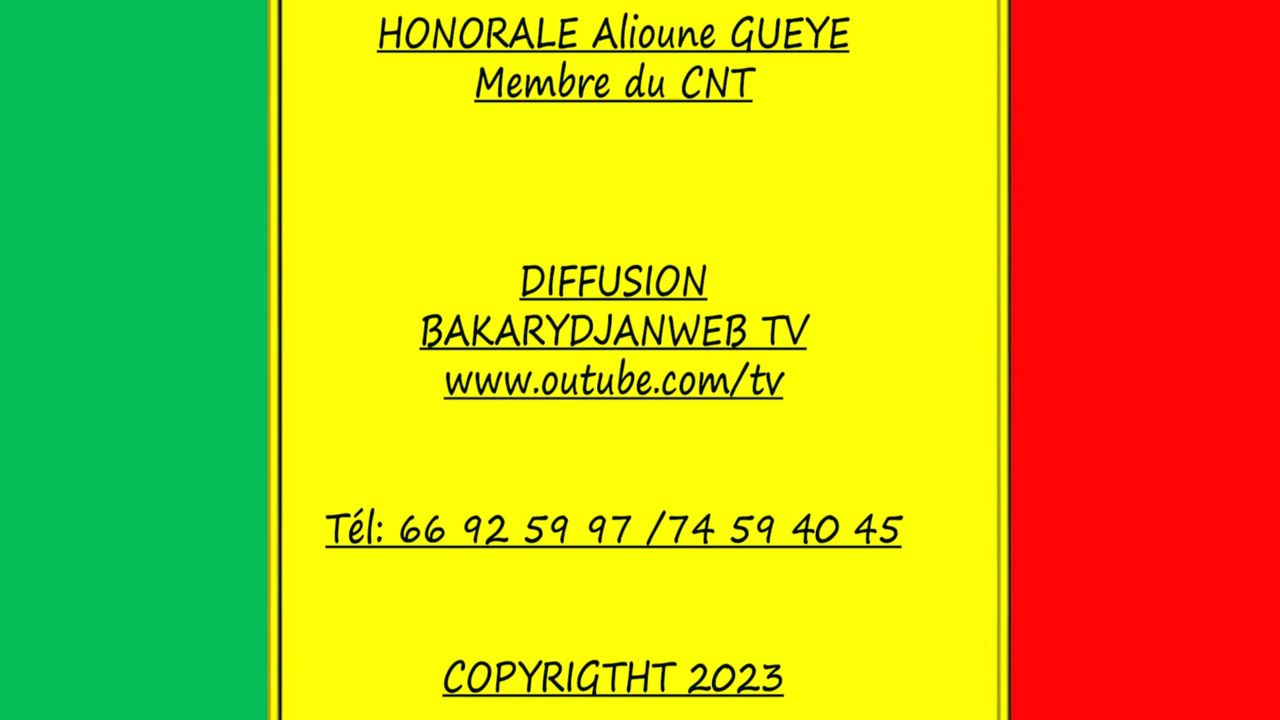 HONORALE Alioune GUEYE
Membre du CNT
DIFFUSION
BAKARYDJANWEB TV
www.outube.com/tv
Tél: 66 92 59 97 /74 59 40 45
COPYRIGTHT 2023